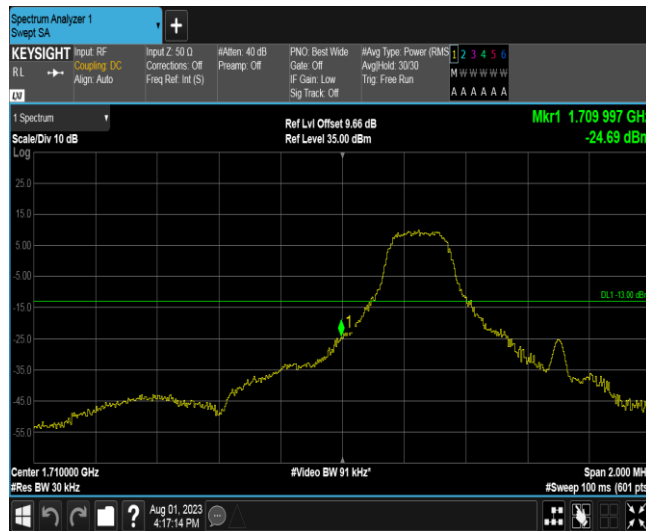 Spectrum Analyzer 1
Swept SA
+
KEYSIGHT
RL
LXI
Input: RF
Coupling: DC
Align: Auto
Input Z: 50 Ω
Corrections: Off
Freq Ref: Int (S)
#Atten: 40 dB
Preamp: Off
PNO: Best Wide
Gate: Off
IF Gain: Low
Sig Track: Off
#Avg Type: Power (RMS
Avg|Hold: 30/30
Trig: Free Run
1 2 3 4 5 6
M W W W W W
A A A A A A
1 Spectrum
Scale/Div 10 dB
Ref Lvl Offset 9.66 dB
Ref Level 35.00 dBm
Mkr1 1.709 997 GHz
-24.69 dBm
Log
25.0
15.0
5.00
-5.00
DL1 -13.00 dBr
-15.0
1
-25.0
-35.0
-45.0
-55.0
Center 1.710000 GHz
#Video BW 91 kHz*
Span 2.000 MH
#Res BW 30 kHz
#Sweep 100 ms (601 pts
?
Aug 01, 2023
4:17:14 PM